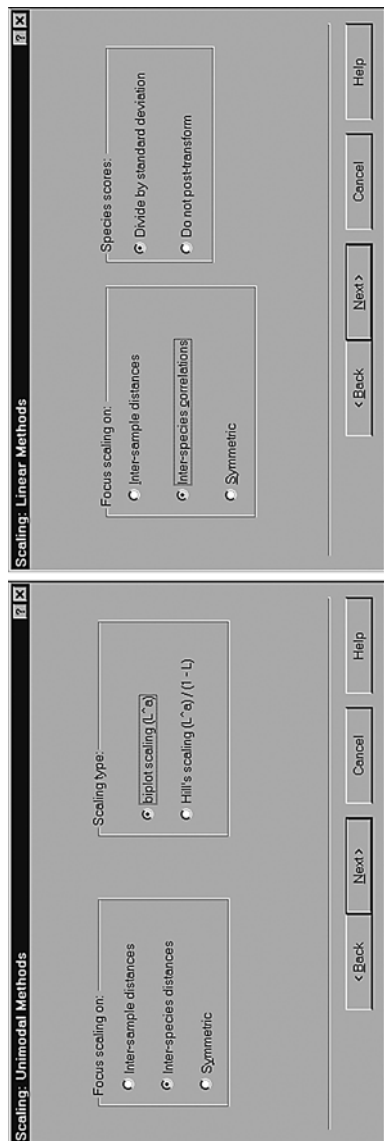 Scaling: Unimodal Methods
Focus scaling on:
Inter-sample distances
Inter-species distances
Symmetric
Scaling type:
biplot scaling (L^a)
Hill's scaling (L^a) / (1 - L)
< Back
Next >
Cancel
Help
Scaling: Linear Methods
Focus scaling on:
Inter-sample distances
Inter-species correlations
Symmetric
Species scores:
Divide by standard deviation
Do not post-transform
< Back
Next >
Cancel
Help